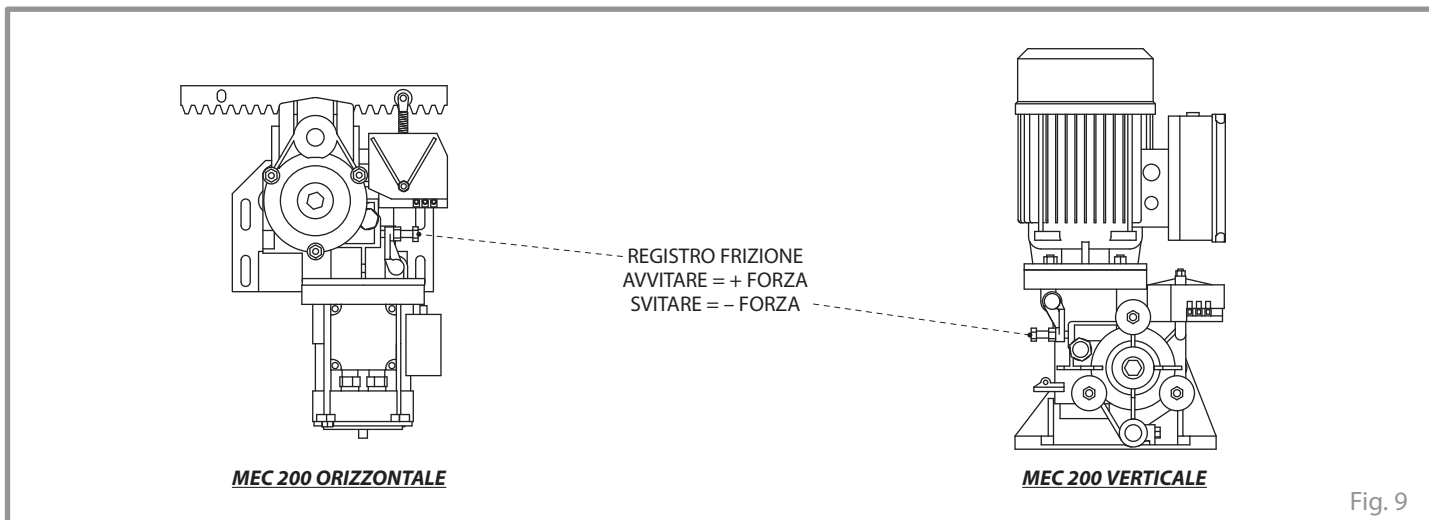 REGISTRO FRIZIONE
AVVITARE = + FORZA
SVITARE = – FORZA
MEC 200 ORIZZONTALE
MEC 200 VERTICALE
Fig. 9